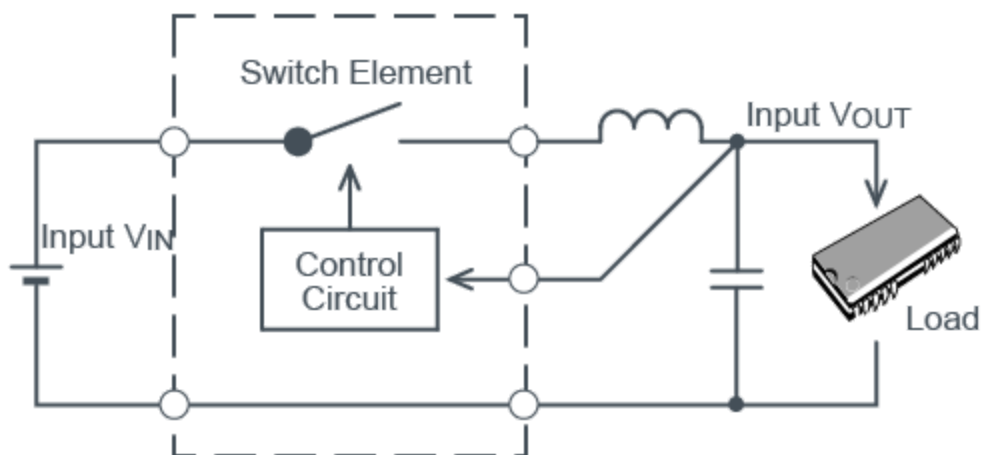 Switch Element
Input VOUT
Input VIN
Control
Circuit
Load